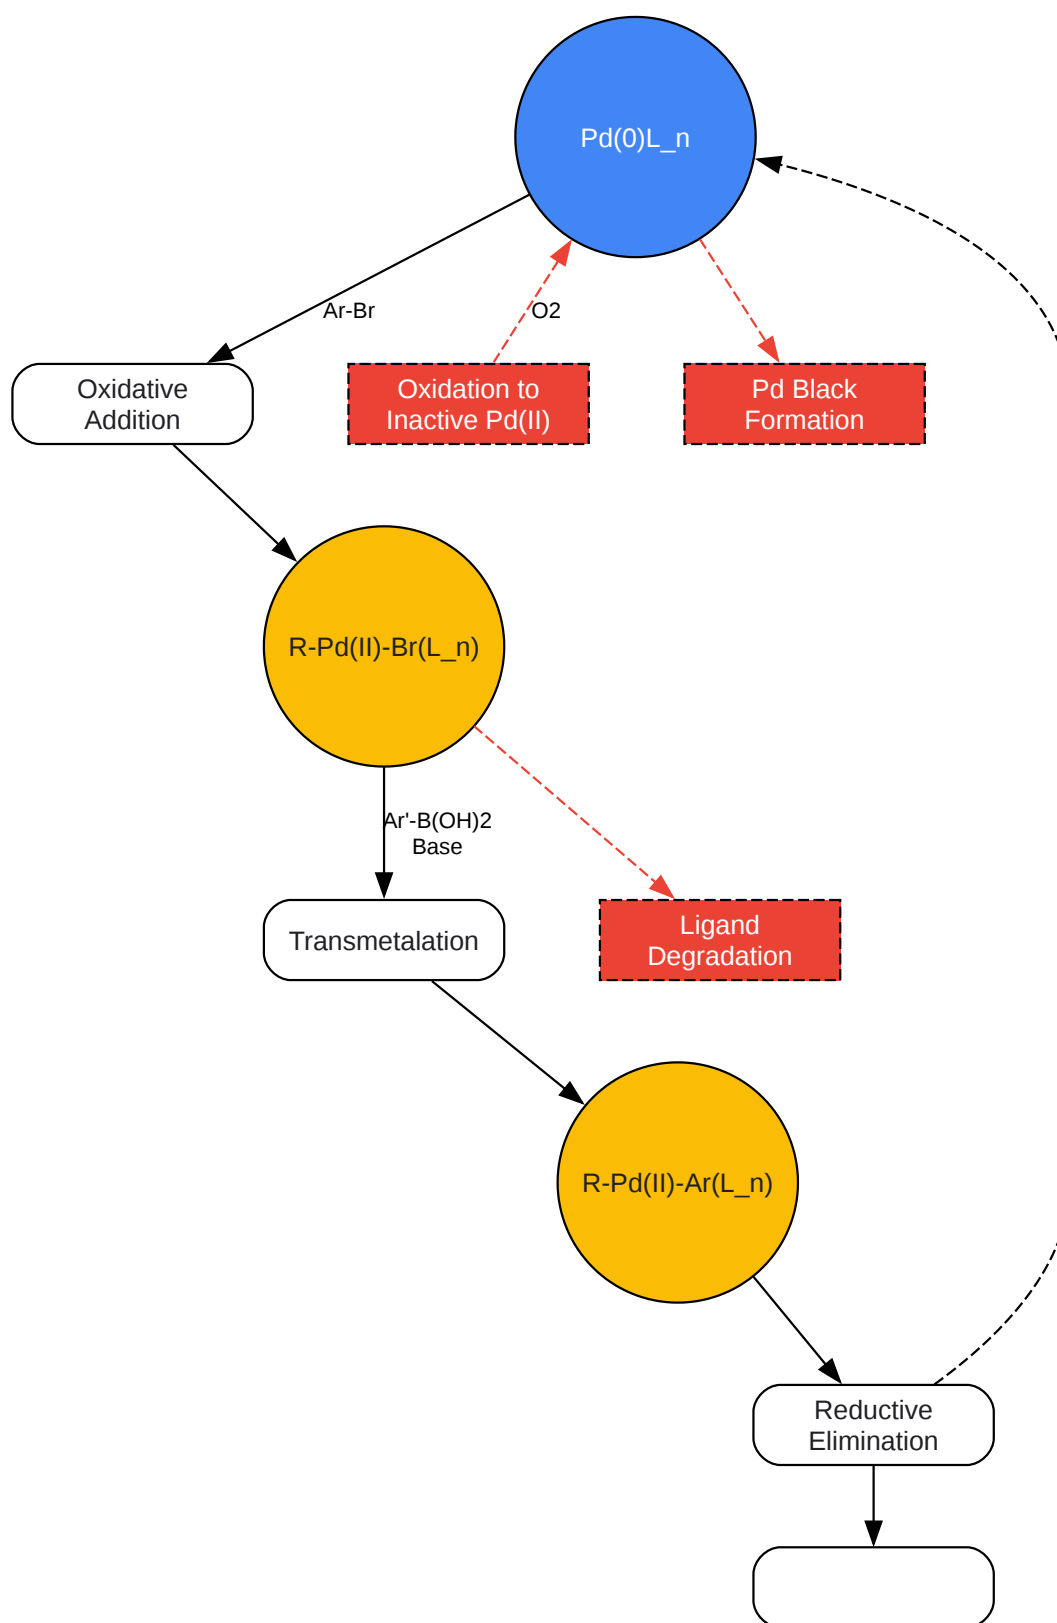 Pd(0)L_n
Ar-Br
O2
Oxidative
Addition
Oxidation to
Inactive Pd(II)
Pd Black
Formation
R-Pd(II)-Br(L_n)
Ar'-B(OH)2
Base
Transmetalation
Ligand
Degradation
R-Pd(II)-Ar(L_n)
Reductive
Elimination